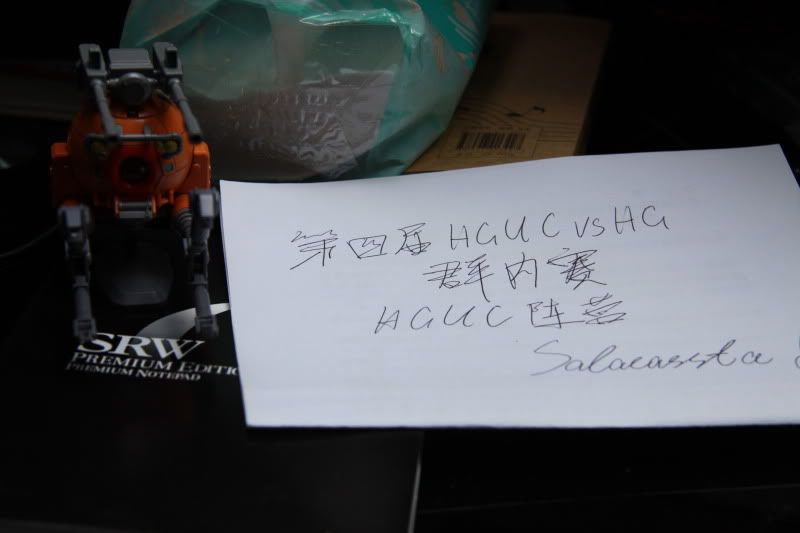 第四届HGUC VS HG
群内赛
HGUC阵营
SRW
PREMIUM EDITIO
PREMIUM NOTEPAD